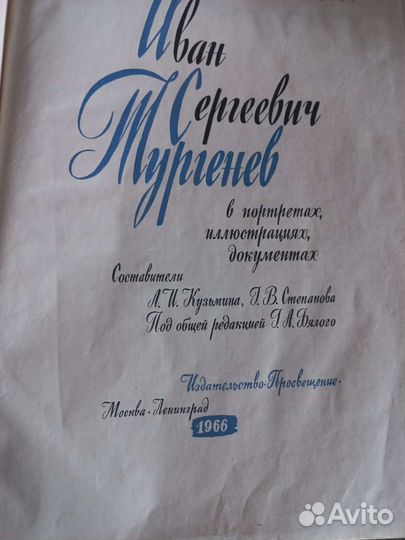 Иван
Сергеевич
Тургенев
в портретах,
иллюстрациях,
документах
Составители
Л. И. Кузьмина, Г. В. Степанова
Под общей редакцией Г. А. Бялого
Издательство · Просвещение ·
Москва · Ленинград
1966
Avito